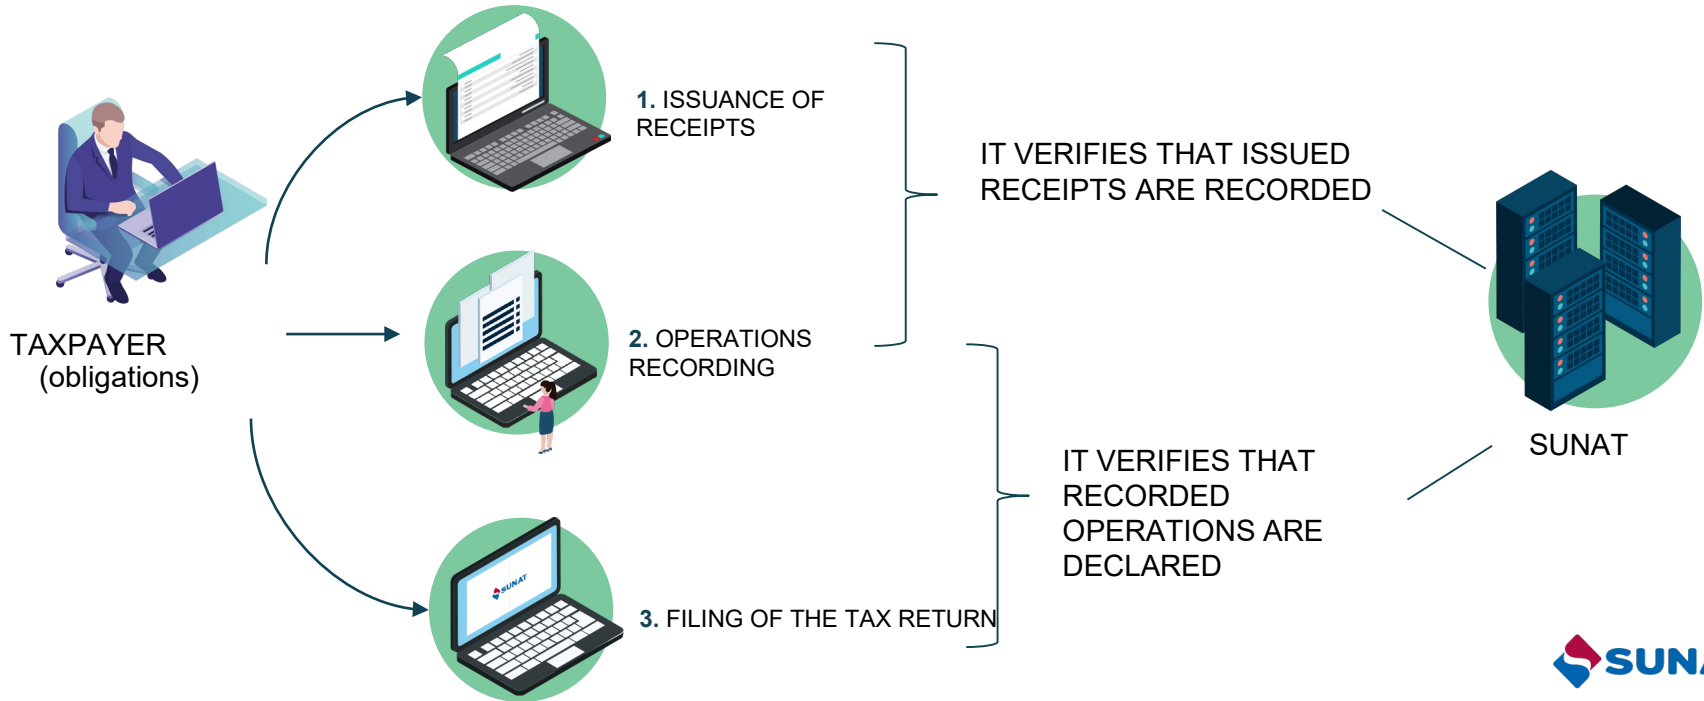 1. ISSUANCE OF
RECEIPTS
IT VERIFIES THAT ISSUED
RECEIPTS ARE RECORDED
TAXPAYER
(obligations)
2. OPERATIONS
RECORDING
SUNAT
IT VERIFIES THAT
RECORDED
OPERATIONS ARE
DECLARED
SUNAT
3. FILING OF THE TAX RETURN
SUNA